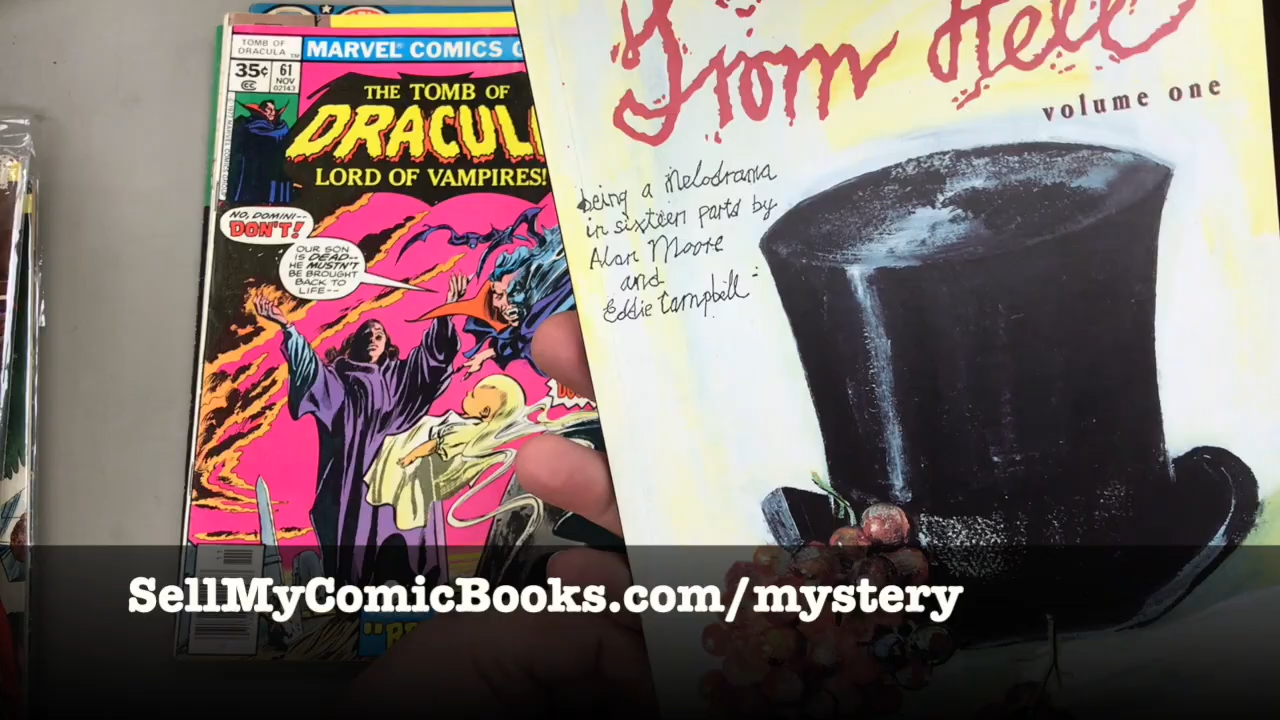 TOMB OF
DRACULA
MARVEL COMICS
35¢
61
NOV
02143
CC
THE TOMB OF
DRACUL
LORD OF VAMPIRES!
NO, DOMINI--
DON'T!
OUR SON
IS DEAD--
HE MUSTN'T
BE BROUGHT
BACK TO
LIFE--
From Hell
volume one
being a Melodrama
in sixteen parts by
Alan Moore
and
Eddie Campbell
SellMyComicBooks.com/mystery